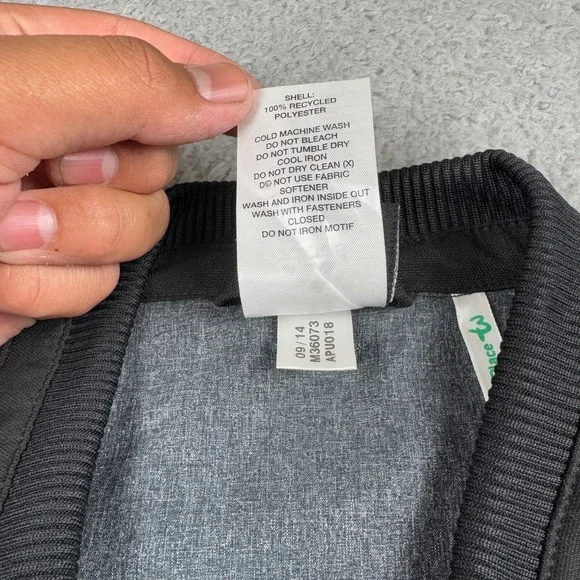 SHELL:
100% RECYCLED
POLYESTER
COLD MACHINE WASH
DO NOT BLEACH
DO NOT TUMBLE DRY
COOL IRON
DO NOT DRY CLEAN (X)
DO NOT USE FABRIC
SOFTENER
WASH AND IRON INSIDE OUT
WASH WITH FASTENERS
CLOSED
DO NOT IRON MOTIF
09/14
M36073
APU018
place